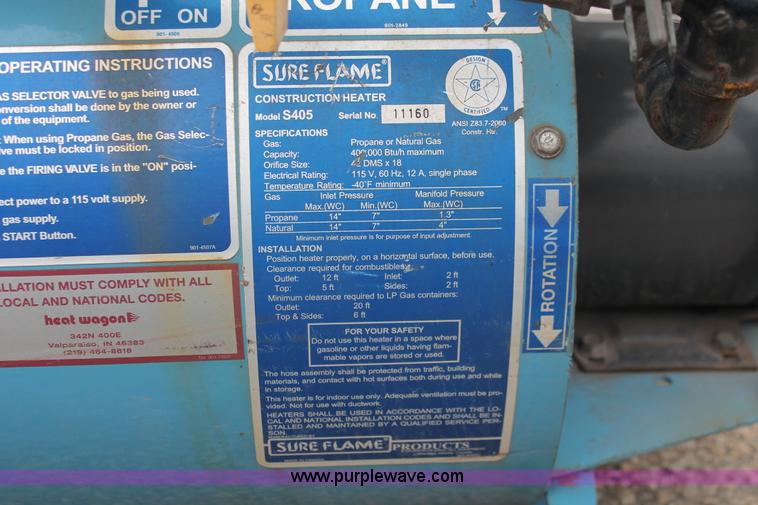 OFF ON
901-4509
PROPANE
901-2849
OPERATING INSTRUCTIONS
AS SELECTOR VALVE to gas being used.
onversion shall be done by the owner or
of the equipment.
When using Propane Gas, the Gas Selec-
lve must be locked in position.
e the FIRING VALVE is in the "ON" posi-
ect power to a 115 volt supply.
gas supply.
START Button.
901-4507A
ALLATION MUST COMPLY WITH ALL
LOCAL AND NATIONAL CODES.
heat wagon
342N 400E
Valparaiso, IN 46383
(219) 464-8818
SURE FLAME
CONSTRUCTION HEATER
Model S405 Serial No. 11160
DESIGN
CERTIFIED
TM
ANSI Z83.7-2000
Constr. Htr.
SPECIFICATIONS
Gas: Propane or Natural Gas
Capacity: 400,000 Btu/h maximum
Orifice Size: 42 DMS x 18
Electrical Rating: 115 V, 60 Hz, 12 A, single phase
Temperature Rating: -40°F minimum
Gas Inlet Pressure Manifold Pressure
Max.(WC) Min.(WC) Max.(WC)
Propane 14" 7" 1.3"
Natural 14" 7" 4"
Minimum inlet pressure is for purpose of input adjustment.
INSTALLATION
Position heater properly, on a horizontal surface, before use.
Clearance required for combustibles:
Outlet: 12 ft Inlet: 2 ft
Top: 5 ft Sides: 2 ft
Minimum clearance required to LP Gas containers:
Outlet: 20 ft
Top & Sides: 6 ft
FOR YOUR SAFETY
Do not use this heater in a space where
gasoline or other liquids having flam-
mable vapors are stored or used.
The hose assembly shall be protected from traffic, building
materials, and contact with hot surfaces both during use and while
in storage.
This heater is for indoor use only. Adequate ventilation must be pro-
vided. Not for use with ductwork.
HEATERS SHALL BE USED IN ACCORDANCE WITH THE LO-
CAL AND NATIONAL INSTALLATION CODES AND SHALL BE IN-
STALLED AND MAINTAINED BY A QUALIFIED SERVICE PER-
SON.
SURE FLAME PRODUCTS
ROTATION
www.purplewave.com